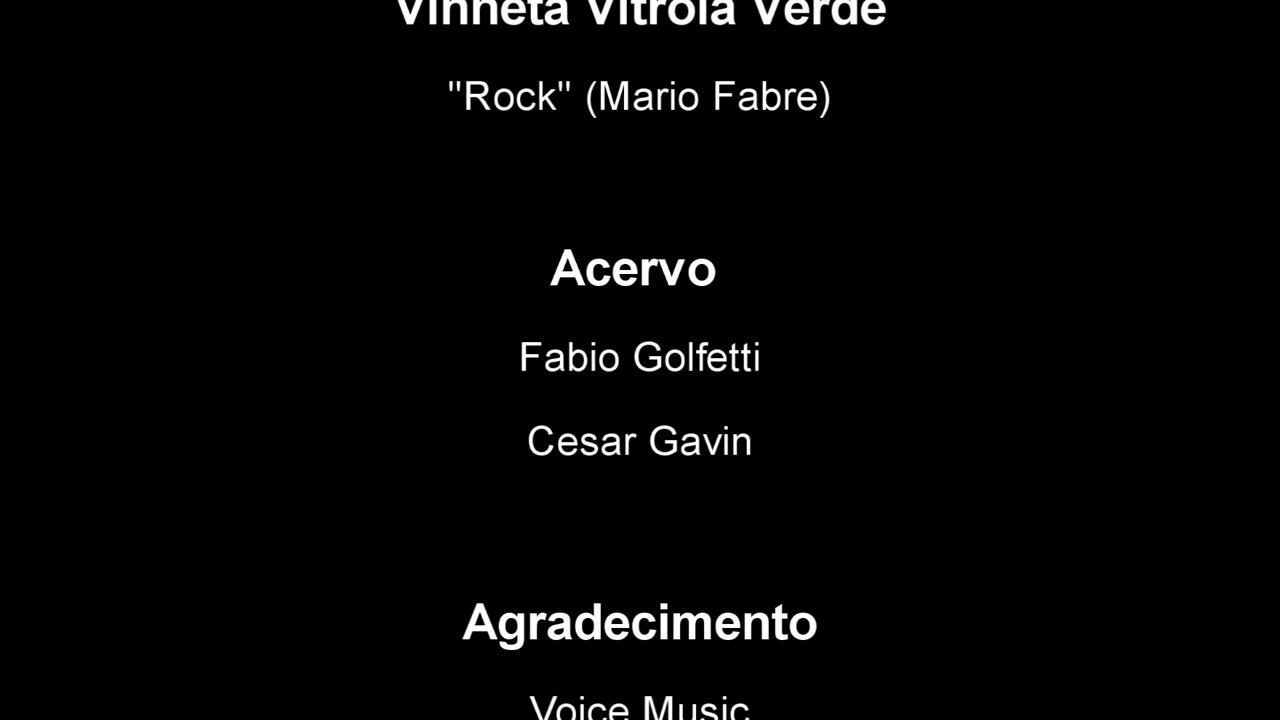 Vinheta Vitrola Verde
"Rock" (Mario Fabre)
Acervo
Fabio Golfetti
Cesar Gavin
Agradecimento
Voice Music